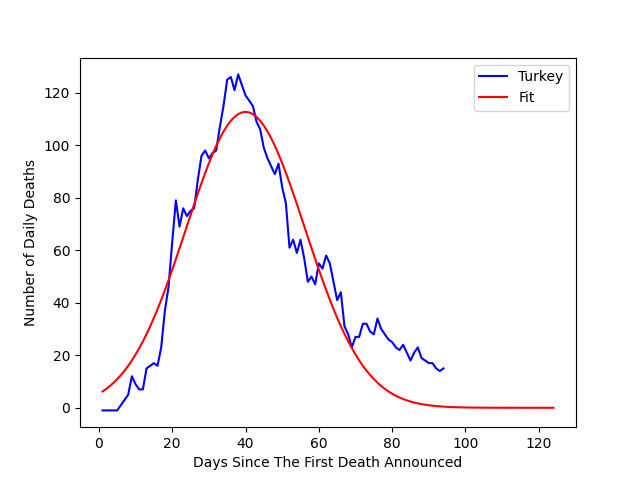 Turkey
Fit
120
100
80
60
40
20
0
Number of Daily Deaths
0 20 40 60 80 100 120
Days Since The First Death Announced